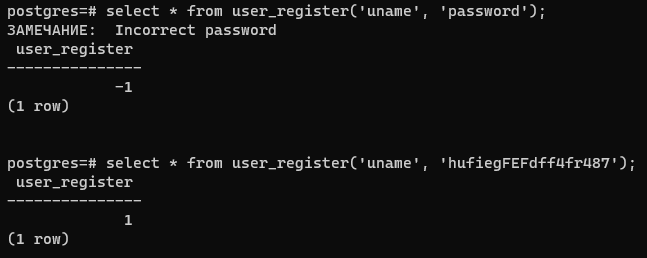 postgres=# select * from user_register('uname', 'password');
ЗАМЕЧАНИЕ:  Incorrect password
 user_register
---------------
            -1
(1 row)
postgres=# select * from user_register('uname', 'hufiegFEFdff4fr487');
 user_register
---------------
             1
(1 row)